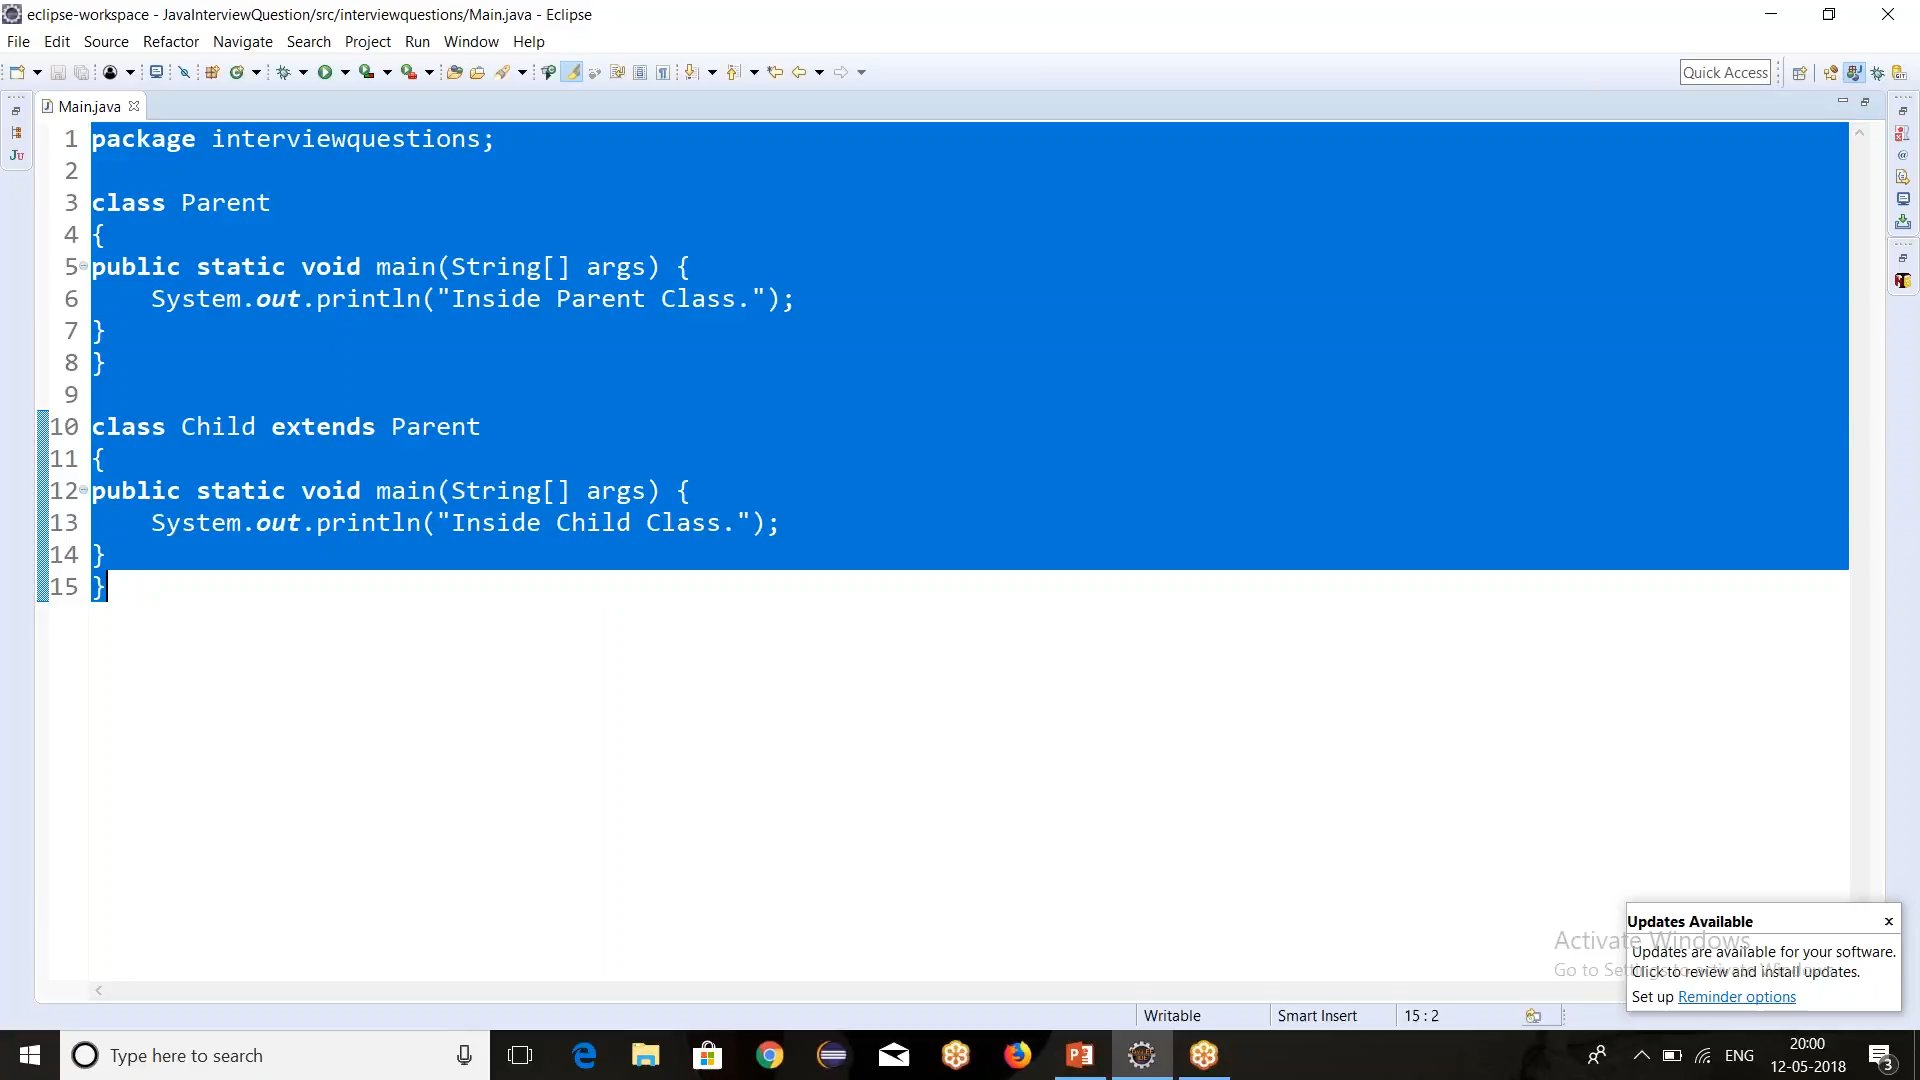 eclipse-workspace - JavaInterviewQuestion/src/interviewquestions/Main.java - Eclipse
File Edit Source Refactor Navigate Search Project Run Window Help
Quick Access
Main.java
1 package interviewquestions;
2
3 class Parent
4 {
5 public static void main(String[] args) {
6 System.out.println("Inside Parent Class.");
7 }
8 }
9
10 class Child extends Parent
11 {
12 public static void main(String[] args) {
13 System.out.println("Inside Child Class.");
14 }
15 }
Updates Available x
Activate Windows
Updates are available for your software.
Click to review and install updates.
Set up Reminder options
Writable Smart Insert 15 : 2
Type here to search
ENG
20:00
12-05-2018
3